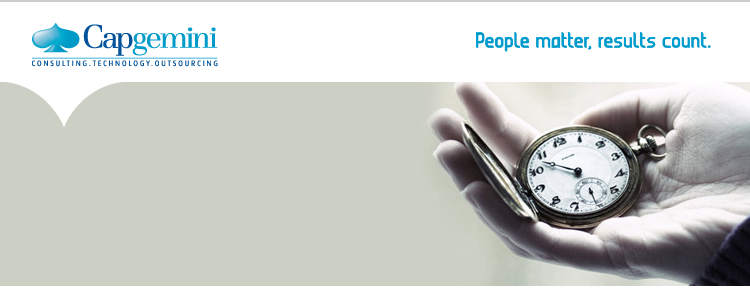 Capgemini
CONSULTING.TECHNOLOGY.OUTSOURCING
People matter, results count.